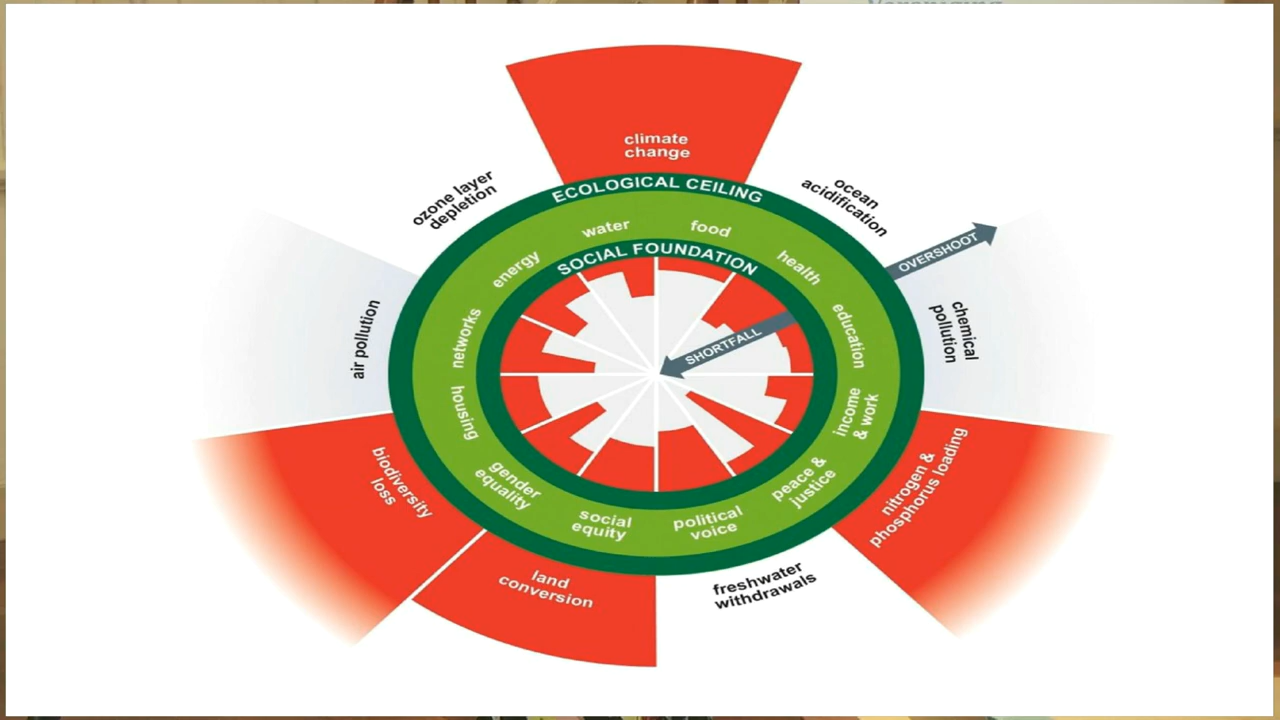 climate
change
ozone layer
depletion
ocean
acidification
ECOLOGICAL CEILING
water
food
energy
health
SOCIAL FOUNDATION
OVERSHOOT
networks
education
air pollution
chemical
pollution
SHORTFALL
housing
income
& work
biodiversity
loss
nitrogen &
phosphorus loading
gender
equality
peace &
justice
social
equity
political
voice
land
conversion
freshwater
withdrawals